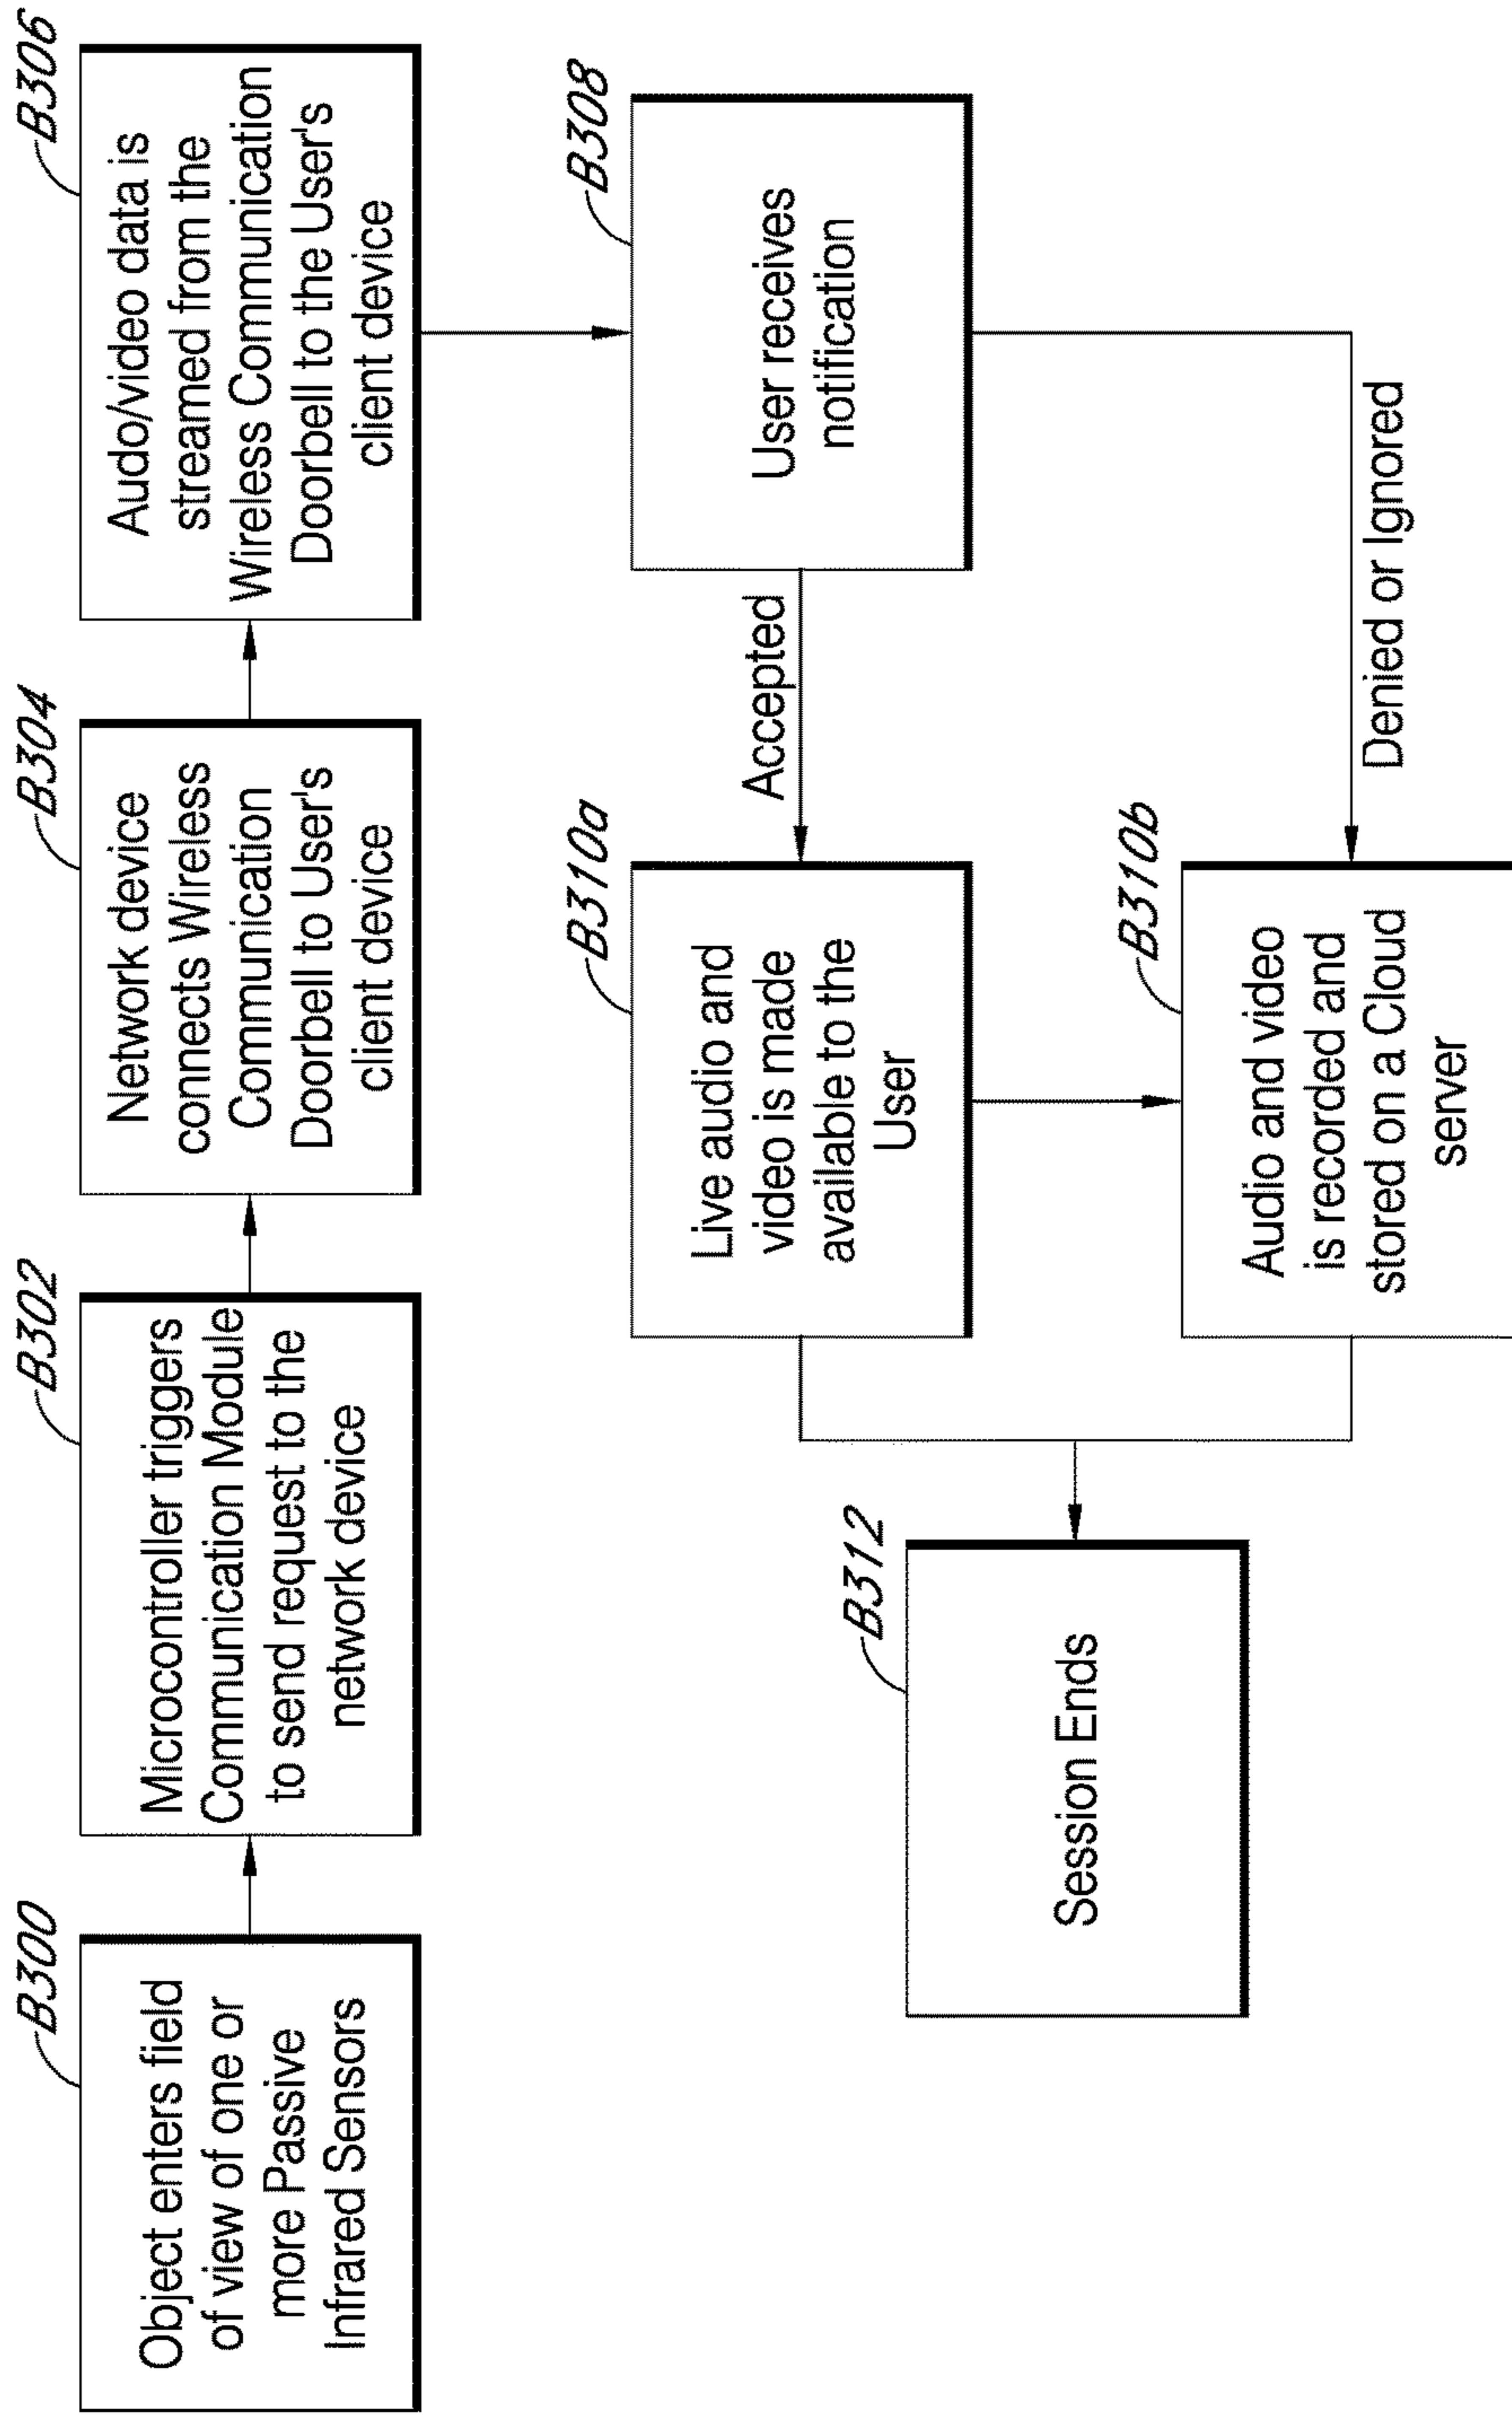 B300
Object enters field
of view of one or
more Passive
Infrared Sensors
B302
Microcontroller triggers
Communication Module
to send request to the
network device
B304
Network device
connects Wireless
Communication
Doorbell to User's
client device
B306
Audo/video data is
streamed from the
Wireless Communication
Doorbell to the User's
client device
B308
User receives
notification
Accepted
Denied or Ignored
B310a
Live audio and
video is made
available to the
User
B310b
Audio and video
is recorded and
stored on a Cloud
server
B312
Session Ends